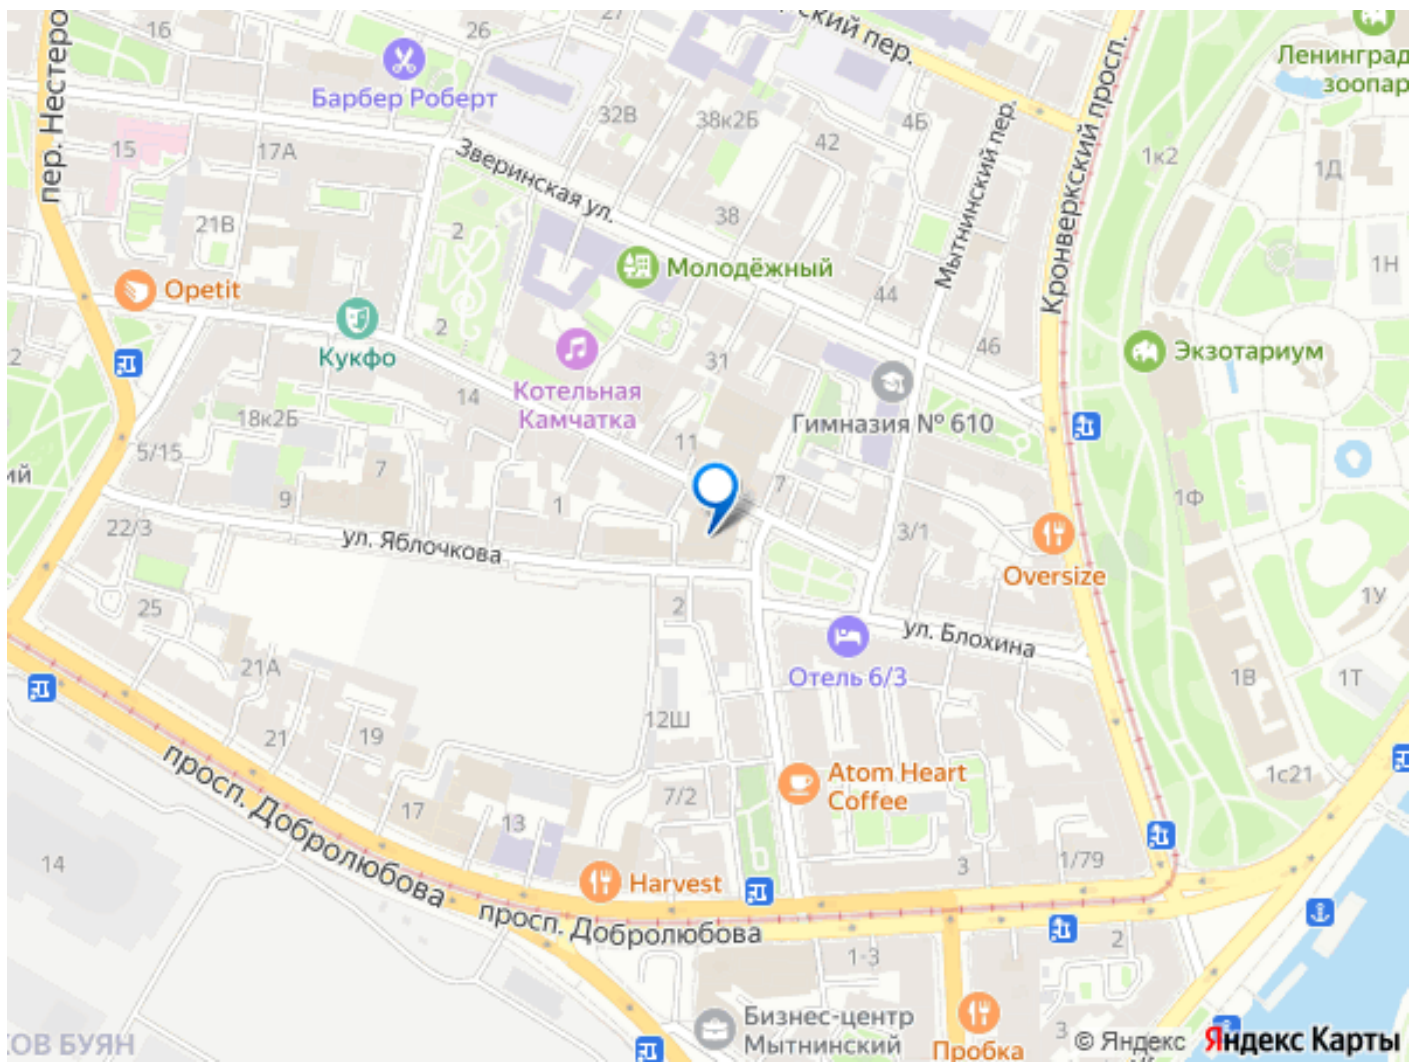 16
26
27
ский пер.
Ленинград
зоопар
пер. Нестеро
Барбер Роберт
32В
38к2Б
4Б
42
Мытнинский пер.
Кронверкский просп.
1к2
1Д
15
17А
Зверинская ул.
21В
2
38
Молодёжный
1Н
Opetit
44
2
Кукфо
46
Экзотариум
31
2
14
Котельная
Камчатка
Гимназия № 610
18к2Б
5/15
7
11
ий
9
1
7
1Ф
22/3
ул. Яблочкова
3/1
Oversize
25
2
1У
ул. Блохина
21А
Отель 6/3
1В
1Т
12Ш
21
19
просп. Добролюбова
17
13
7/2
Atom Heart
Coffee
1с21
14
Harvest
3
1/79
просп. Добролюбова
1-3
2
Бизнес-центр
Мытнинский
Пробка
3
ОВ БУЯН
© Яндекс Яндекс Карты